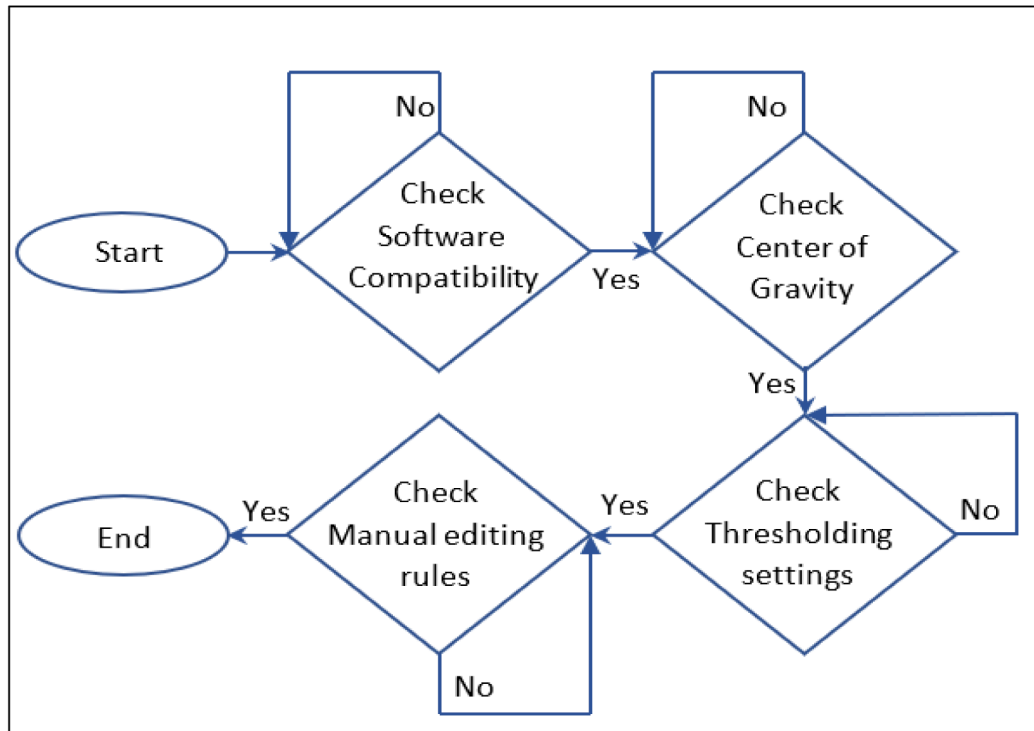 Start
No
Check
Software
Compatibility
Yes
No
Check
Center of
Gravity
Yes
Check
Thresholding
settings
No
Yes
Check
Manual editing
rules
No
Yes
End